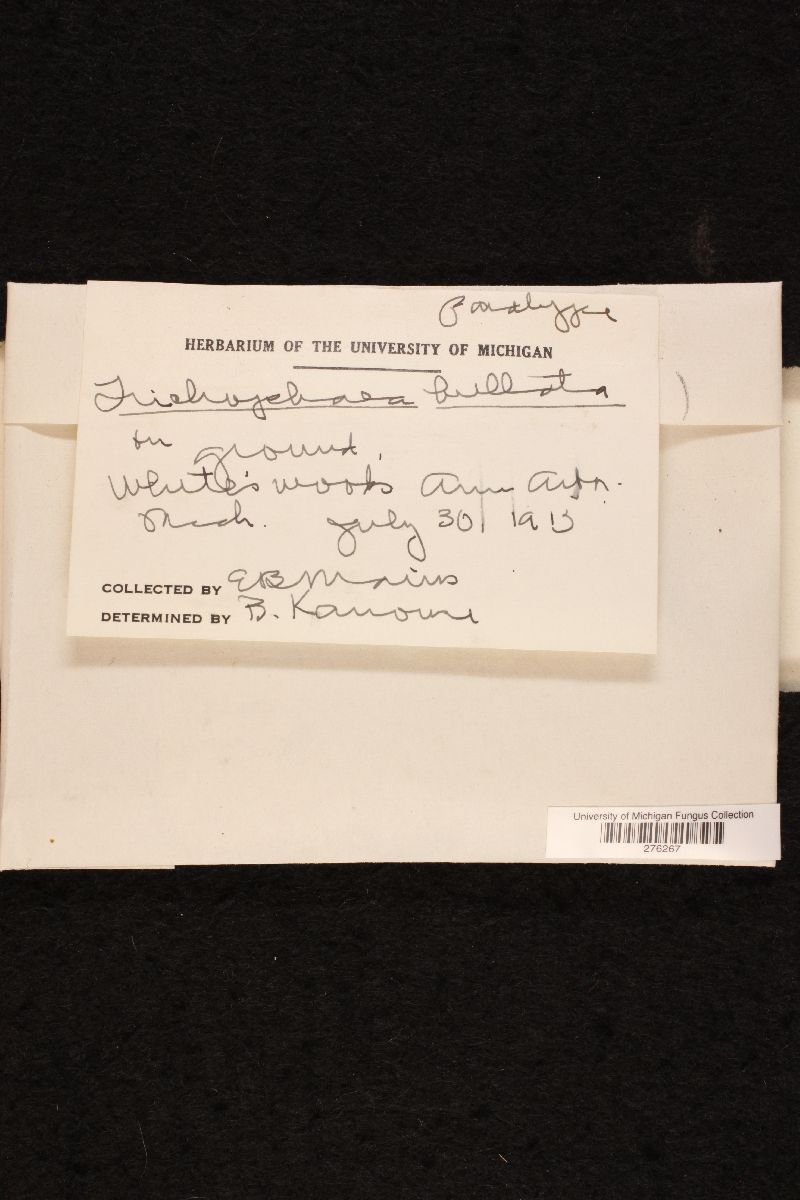 Paratype
HERBARIUM OF THE UNIVERSITY OF MICHIGAN
Trichophaea bullata
On ground,
White's woods Ann Arbor.
Mich. July 30, 1915
COLLECTED BY EB Mains
DETERMINED BY B. Kanouse
University of Michigan Fungus Collection
276267